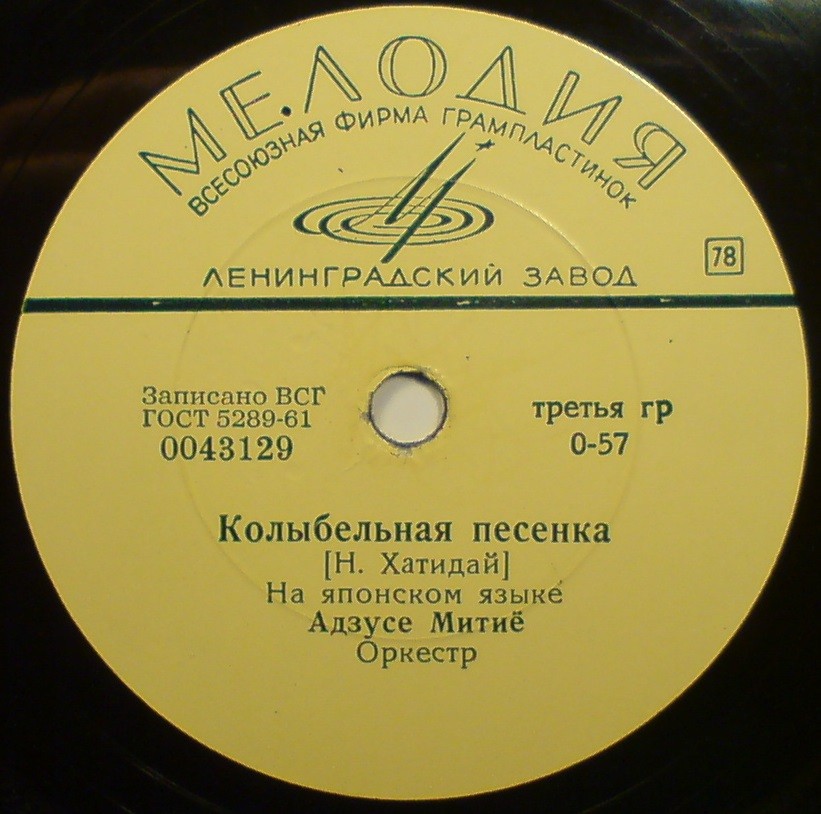 МЕЛОДИЯ
ВСЕСОЮЗНАЯ ФИРМА ГРАМПЛАСТИНОК
ЛЕНИНГРАДСКИЙ ЗАВОД
78
Записано ВСГ
ГОСТ 5289-61
0043129
третья гр
0-57
Колыбельная песенка
[Н. Хатидай]
На японском языке
Адзусе Митиё
Оркестр